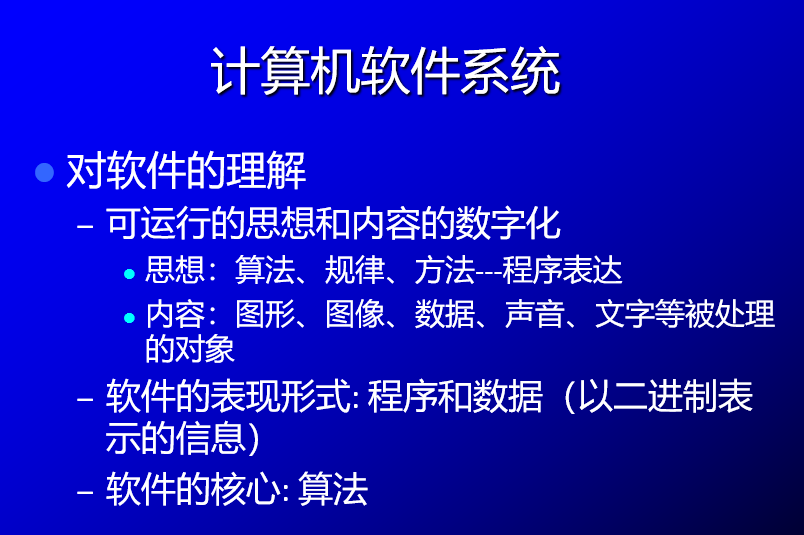 计算机软件系统
对软件的理解
– 可运行的思想和内容的数字化
思想：算法、规律、方法---程序表达
内容：图形、图像、数据、声音、文字等被处理
的对象
– 软件的表现形式: 程序和数据（以二进制表
示的信息）
– 软件的核心: 算法